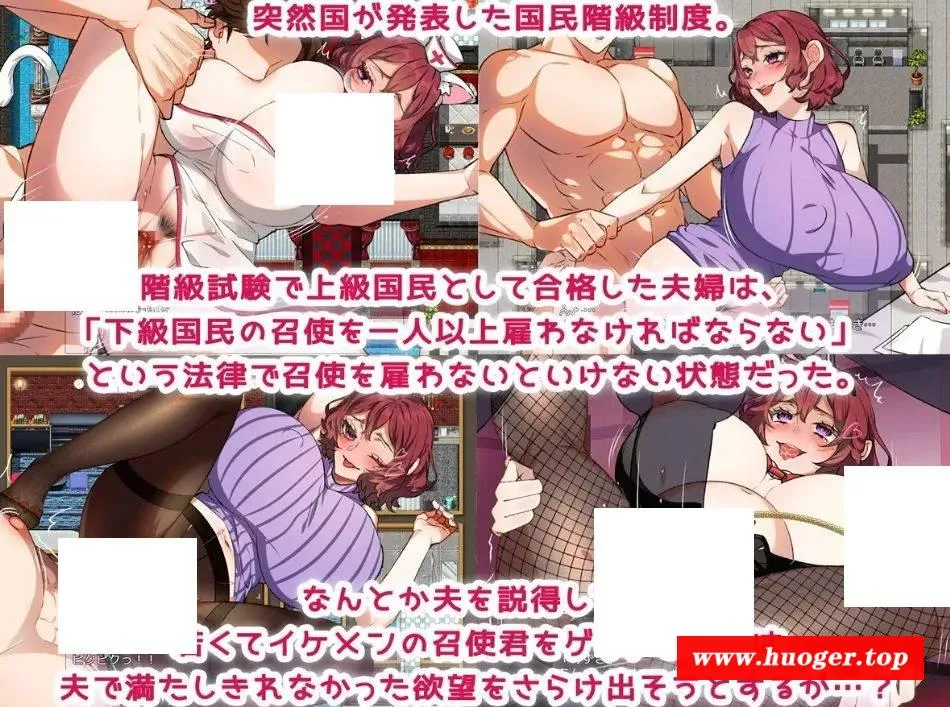 突然国が発表した国民階級制度。
階級試験で上級国民として合格した夫婦は、
「下級国民の召使を一人以上雇わなければならない」
という法律で召使を雇わないといけない状態だった。
なんとか夫を説得し
くてイケメンの召使君をゲ
ビクビクっ！！
www.huoger.top
夫で満たしきれなかった欲望をさらけ出そうとするが…？